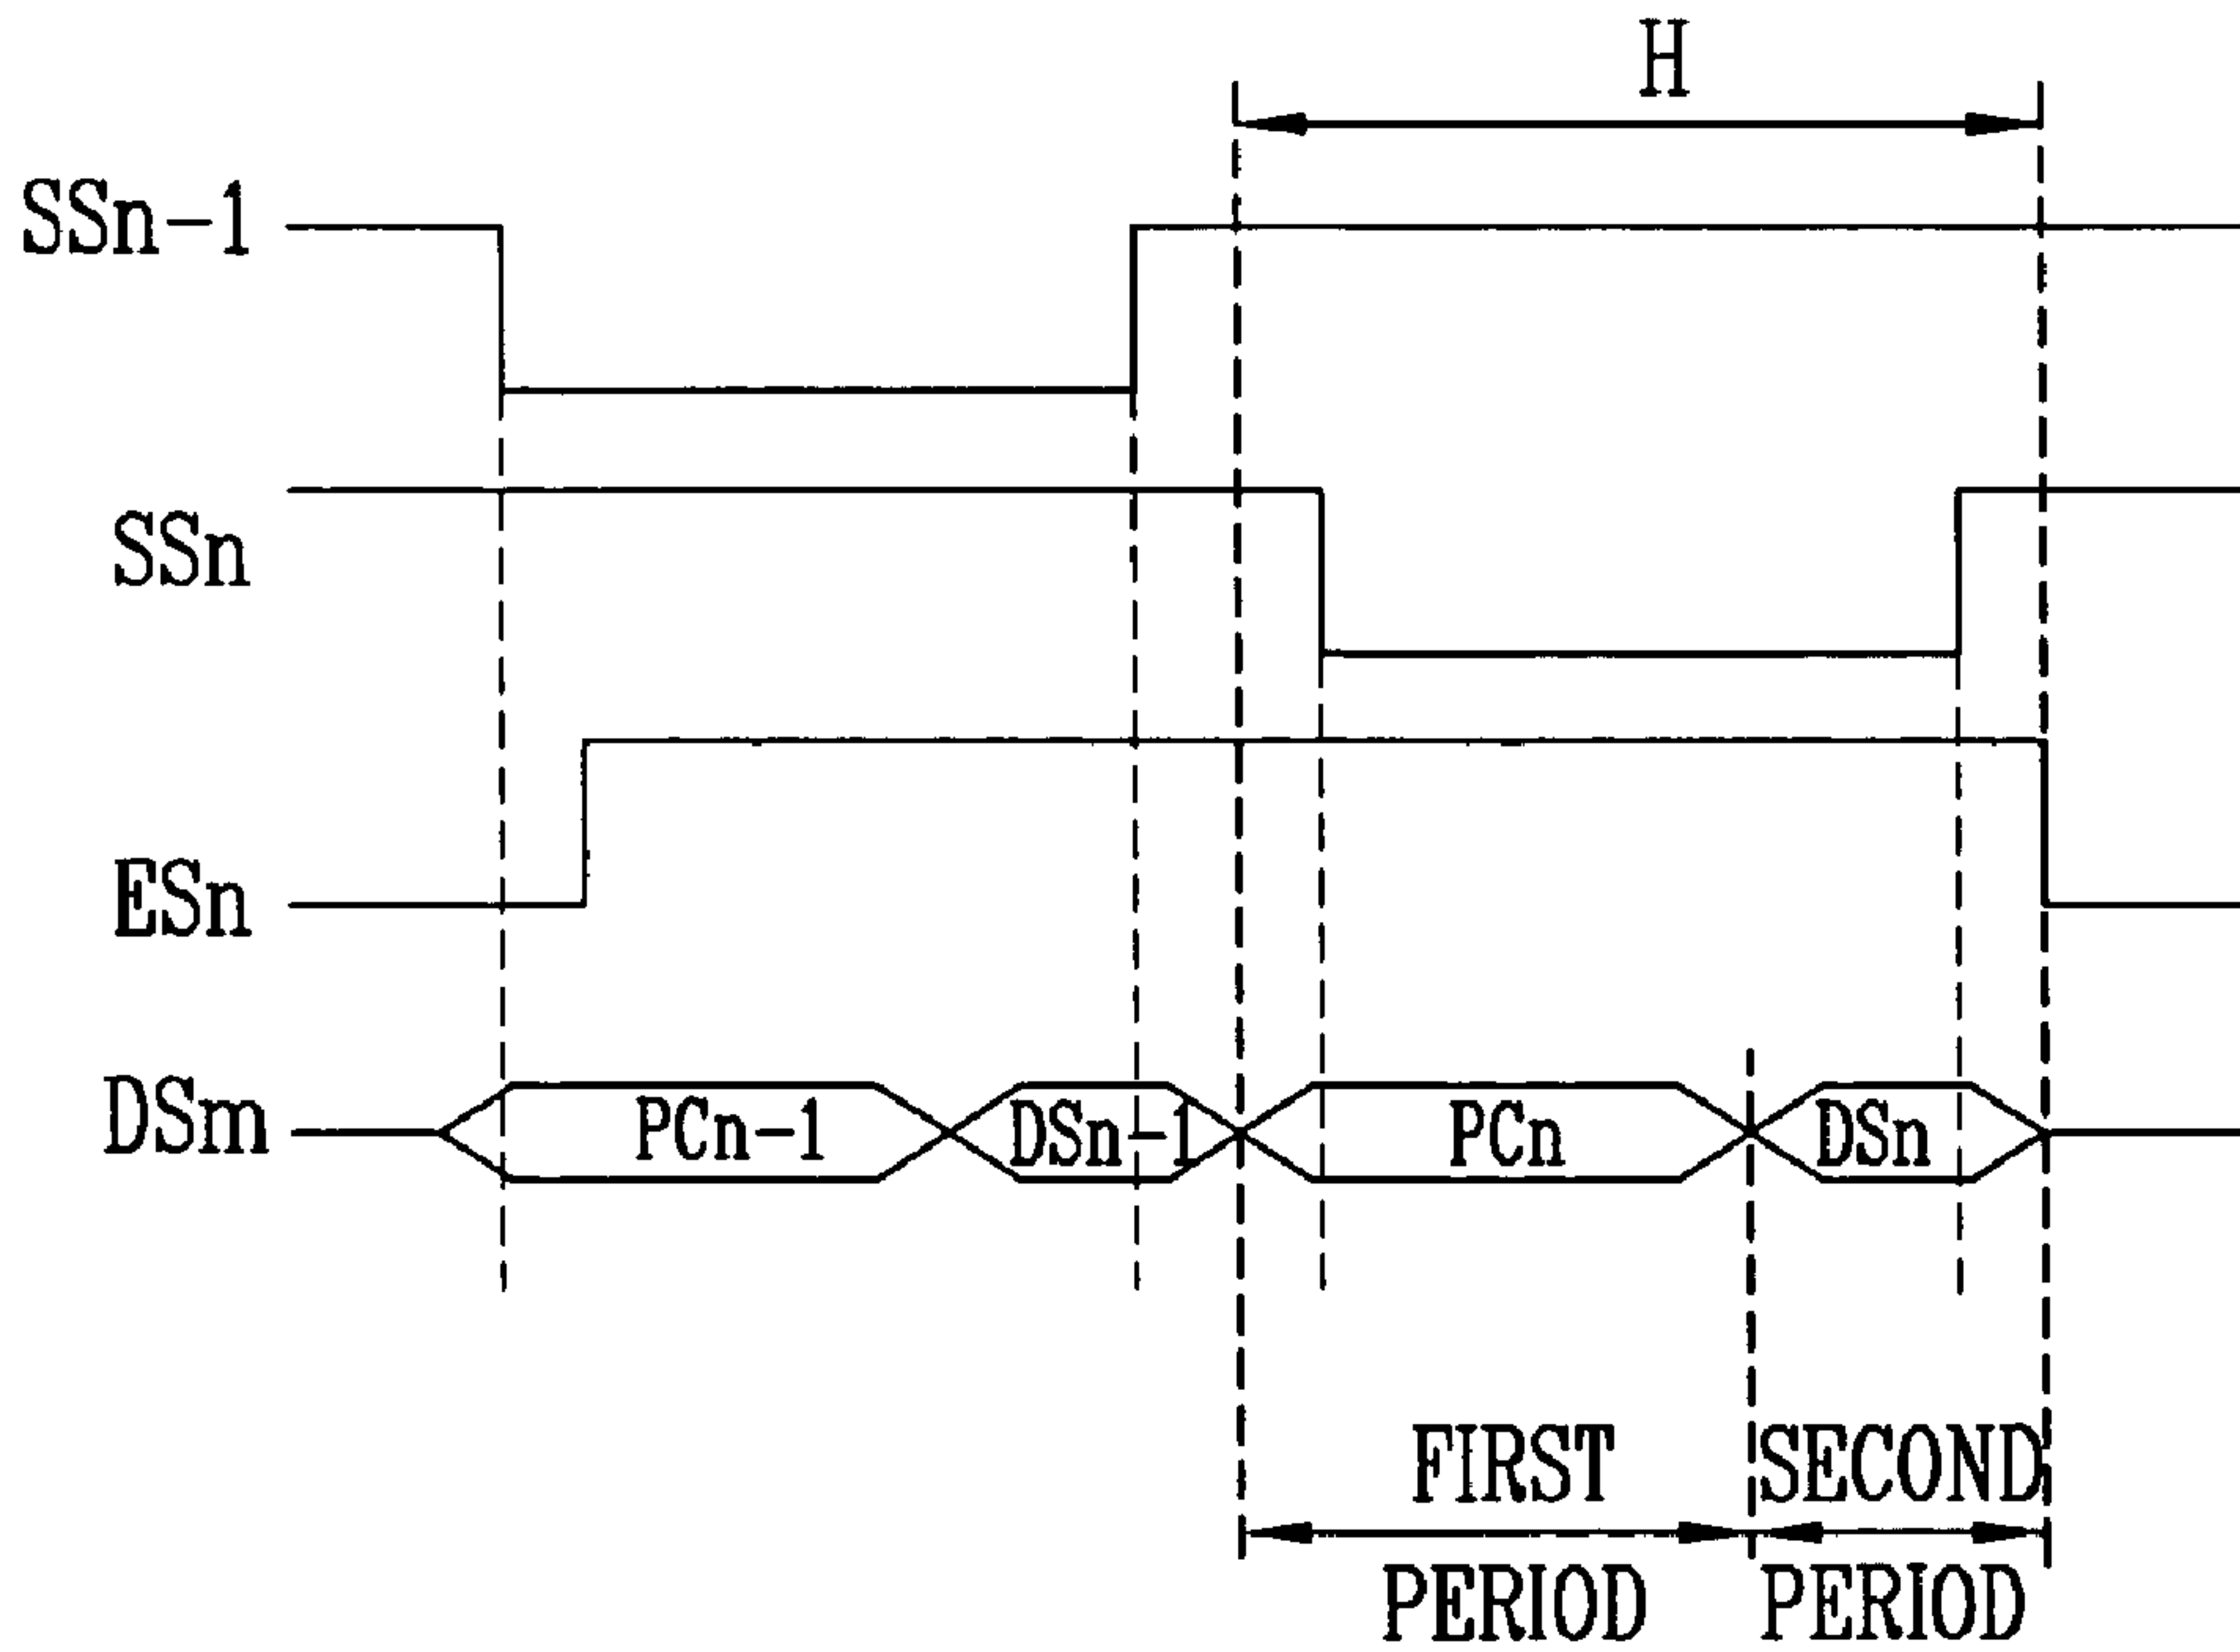 H
SSn-1
SSn
ESn
DSm
PCn-1
DSn-1
PCn
DSn
FIRST
PERIOD
SECOND
PERIOD